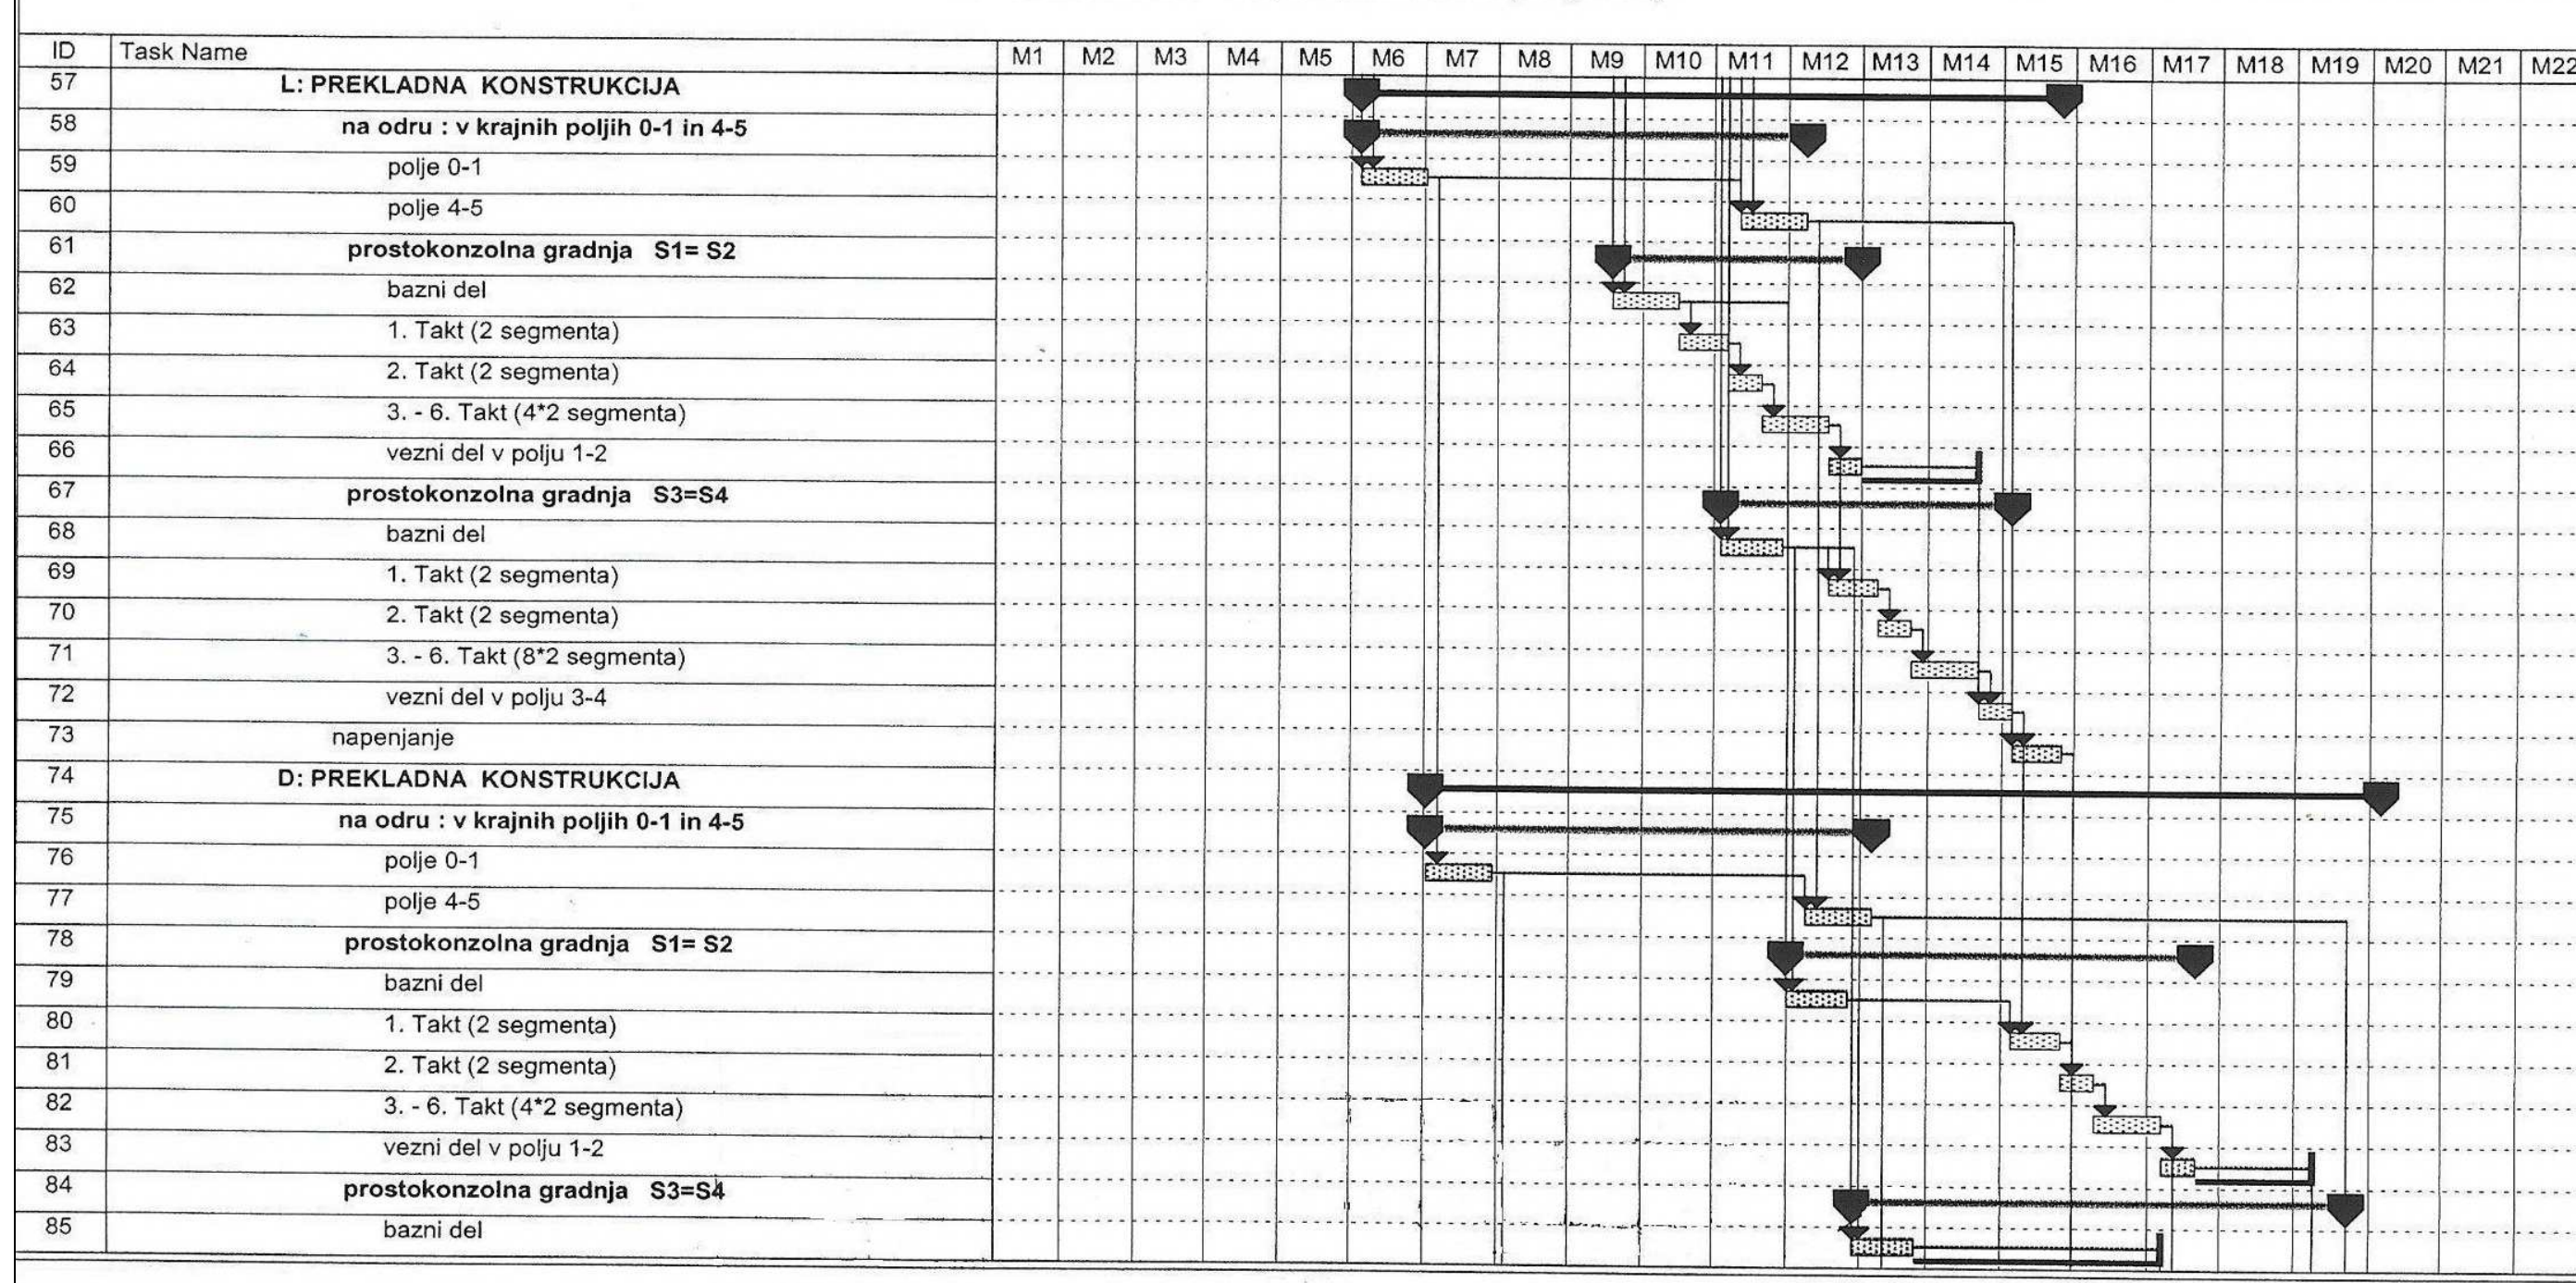 ID Task Name M1 M2 M3 M4 M5 M6 M7 M8 M9 M10 M11 M12 M13 M14 M15 M16 M17 M18 M19 M20 M21 M22
57 L: PREKLADNA KONSTRUKCIJA
58 na odru : v krajnih poljih 0-1 in 4-5
59 polje 0-1
60 polje 4-5
61 prostokonzolna gradnja S1= S2
62 bazni del
63 1. Takt (2 segmenta)
64 2. Takt (2 segmenta)
65 3. - 6. Takt (4*2 segmenta)
66 vezni del v polju 1-2
67 prostokonzolna gradnja S3=S4
68 bazni del
69 1. Takt (2 segmenta)
70 2. Takt (2 segmenta)
71 3. - 6. Takt (8*2 segmenta)
72 vezni del v polju 3-4
73 napenjanje
74 D: PREKLADNA KONSTRUKCIJA
75 na odru : v krajnih poljih 0-1 in 4-5
76 polje 0-1
77 polje 4-5
78 prostokonzolna gradnja S1= S2
79 bazni del
80 1. Takt (2 segmenta)
81 2. Takt (2 segmenta)
82 3. - 6. Takt (4*2 segmenta)
83 vezni del v polju 1-2
84 prostokonzolna gradnja S3=S4
85 bazni del